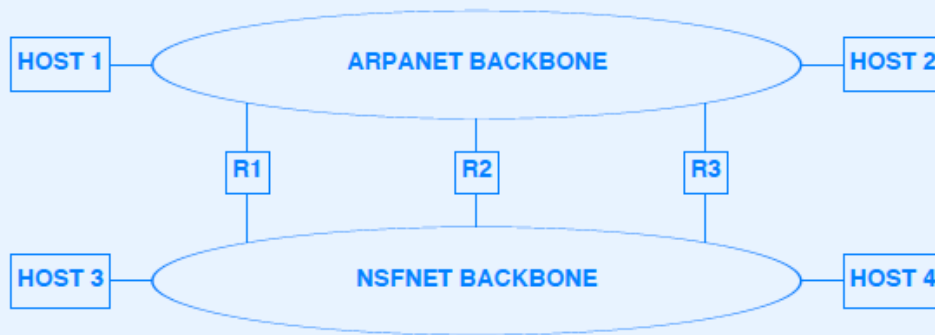 HOST 1
ARPANET BACKBONE
HOST 2
R1
R2
R3
HOST 3
NSFNET BACKBONE
HOST 4